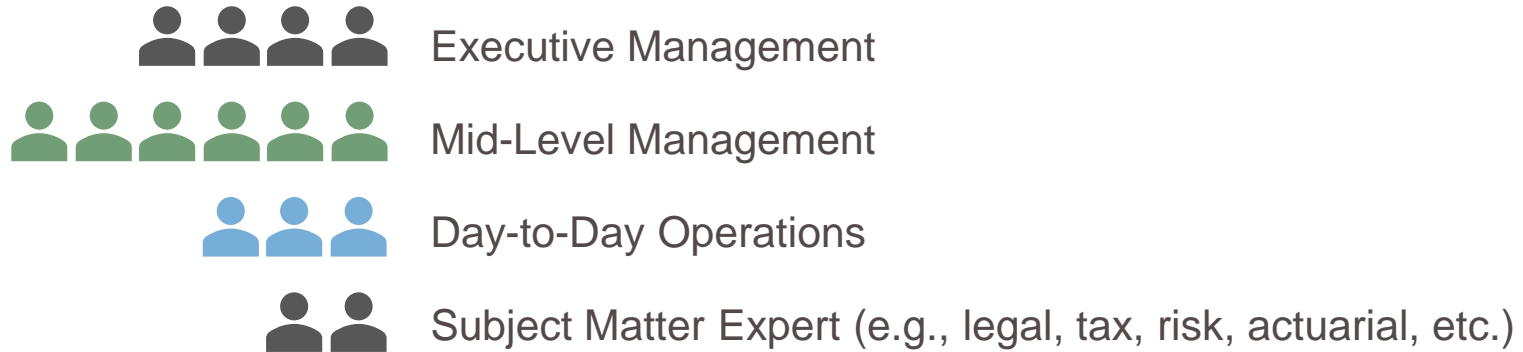 Executive Management
Mid-Level Management
Day-to-Day Operations
Subject Matter Expert (e.g., legal, tax, risk, actuarial, etc.)